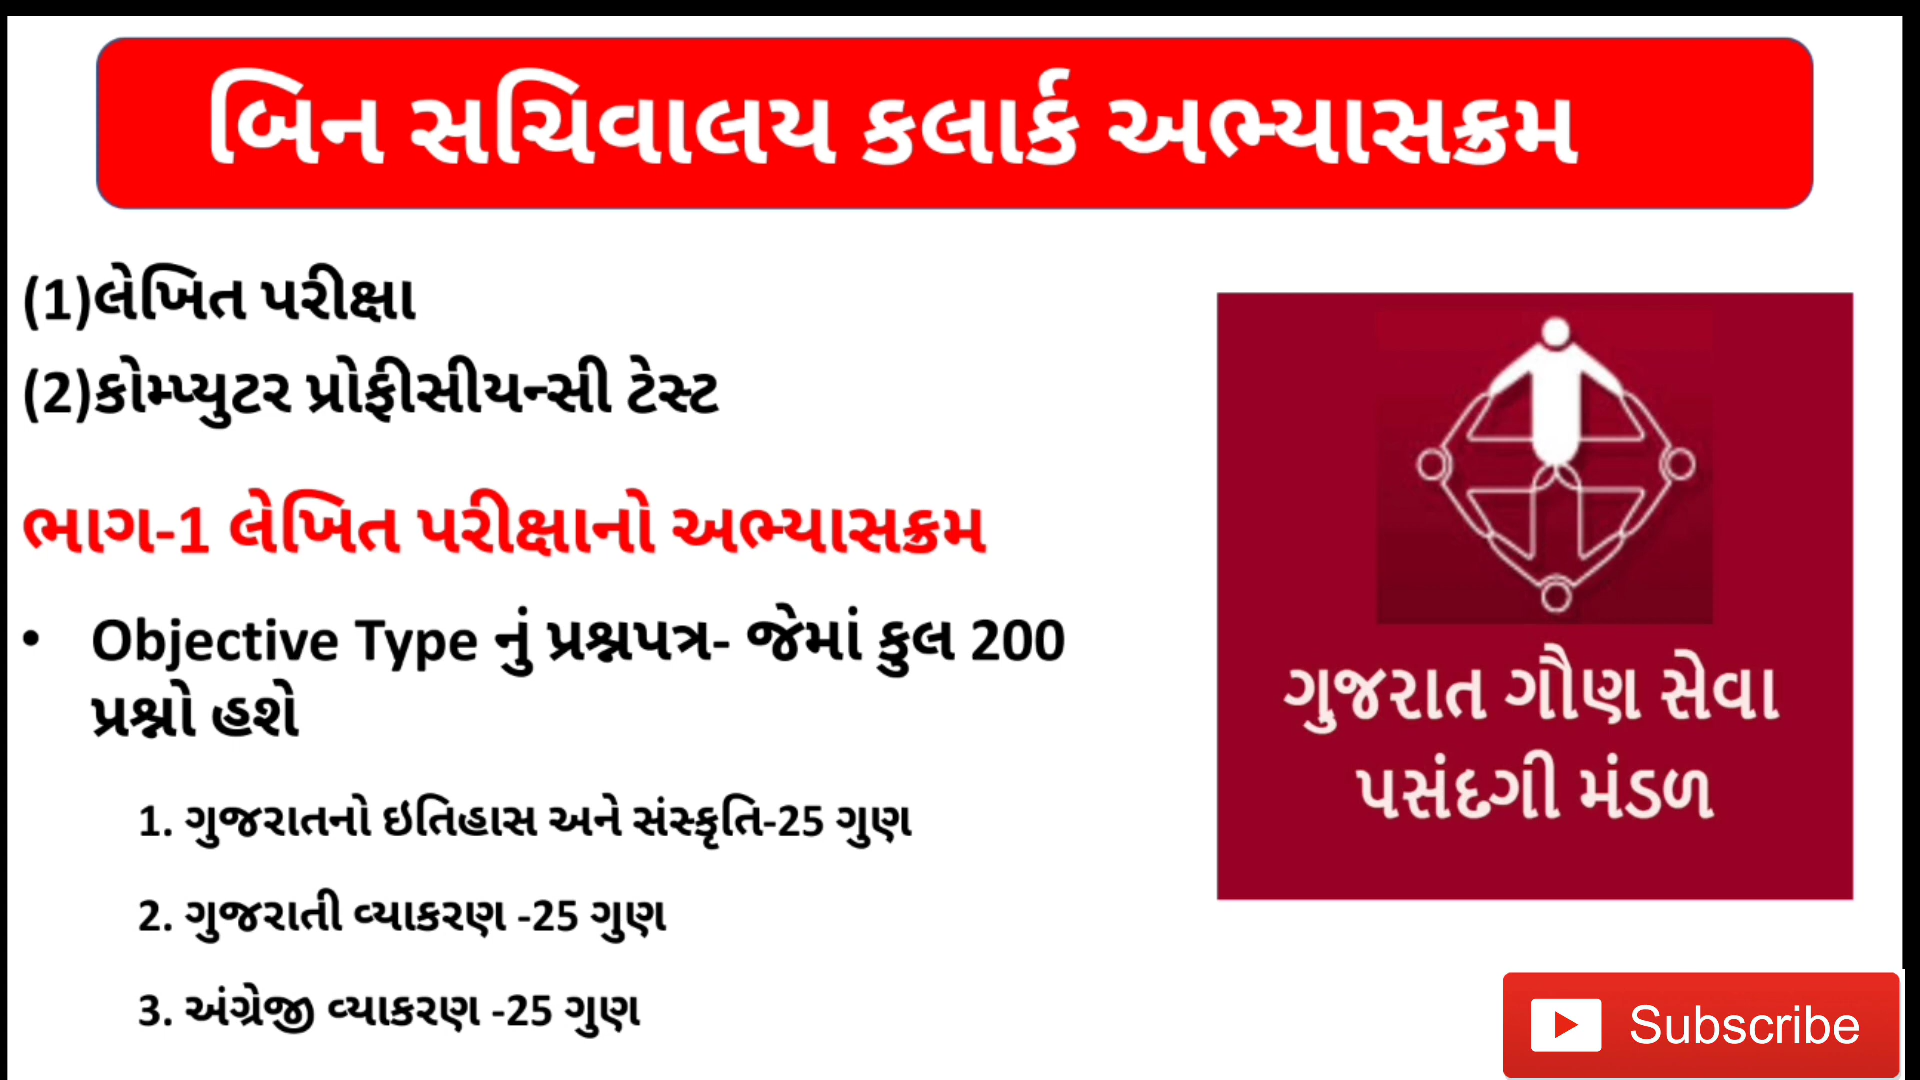 બિન સચિવાલય કલાર્ક અભ્યાસક્રમ
(1)લેખિત પરીક્ષા
(2)કોમ્પ્યુટર પ્રોફીસીયન્સી ટેસ્ટ
ભાગ-1 લેખિત પરીક્ષાનો અભ્યાસક્રમ
• Objective Type નું પ્રશ્નપત્ર- જેમાં કુલ 200
પ્રશ્નો હશે
1. ગુજરાતનો ઇતિહાસ અને સંસ્કૃતિ-25 ગુણ
2. ગુજરાતી વ્યાકરણ -25 ગુણ
3. અંગ્રેજી વ્યાકરણ -25 ગુણ
ગુજરાત ગૌણ સેવા
પસંદગી મંડળ
Subscribe